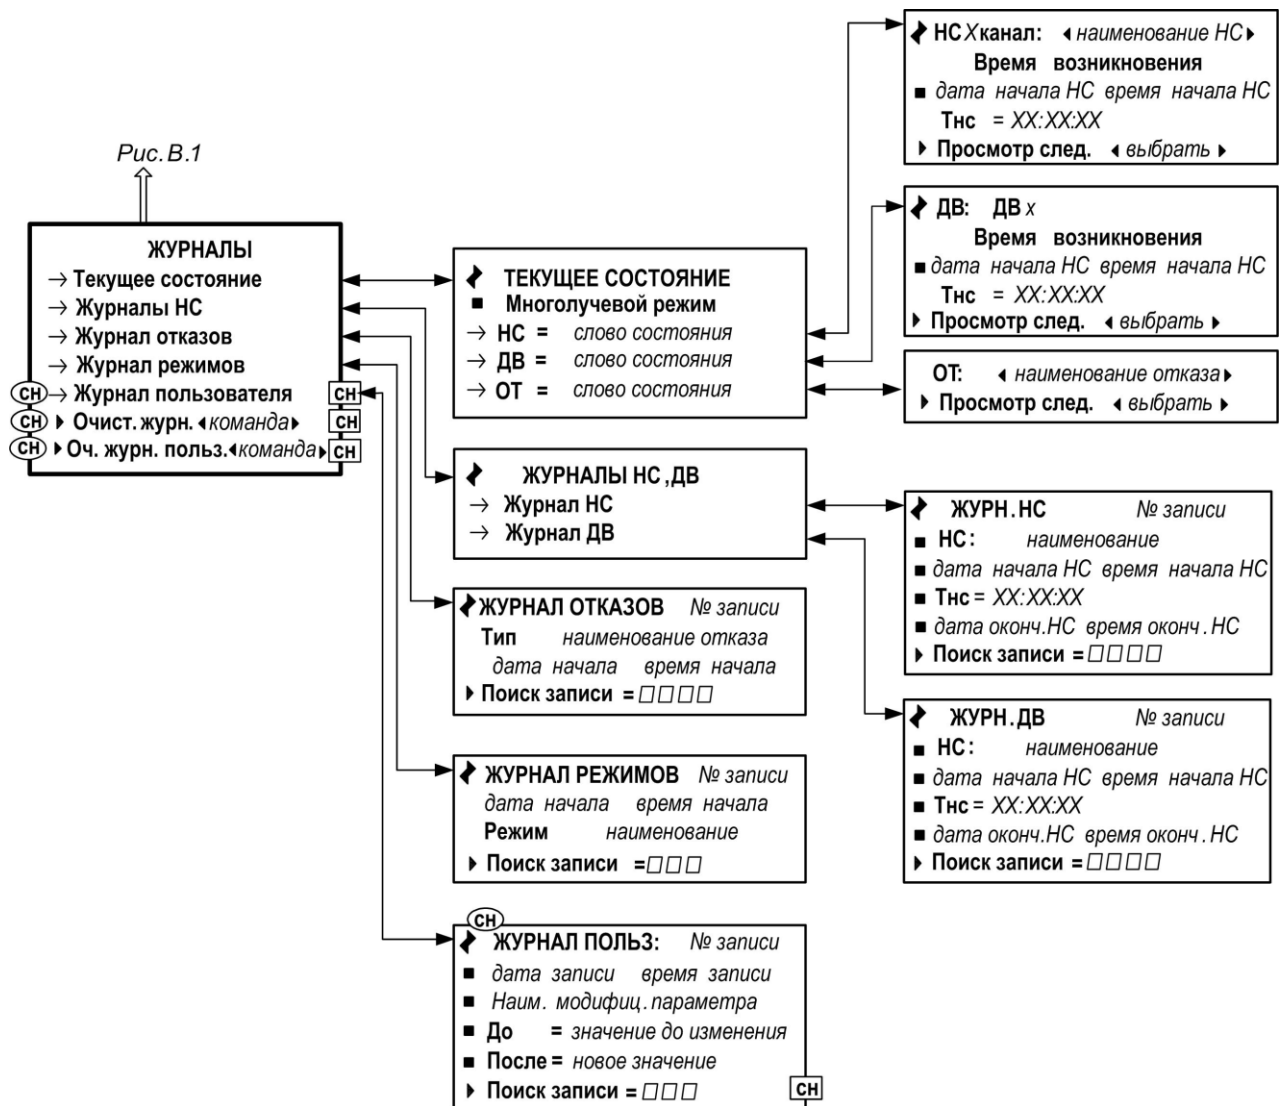 Рис.В.1
ЖУРНАЛЫ
→ Текущее состояние
→ Журналы НС
→ Журнал отказов
→ Журнал режимов
СН → Журнал пользователя СН
СН ▸ Очист. журн. ◂ команда ▸ СН
СН ▸ Оч. журн. польз. ◂ команда ▸ СН
ТЕКУЩЕЕ СОСТОЯНИЕ
■ Многолучевой режим
→ НС = слово состояния
→ ДВ = слово состояния
→ ОТ = слово состояния
ЖУРНАЛЫ НС,ДВ
→ Журнал НС
→ Журнал ДВ
ЖУРНАЛ ОТКАЗОВ № записи
Тип наименование отказа
дата начала время начала
▸ Поиск записи = □□□□
ЖУРНАЛ РЕЖИМОВ № записи
дата начала время начала
Режим наименование
▸ Поиск записи = □□□
СН
ЖУРНАЛ ПОЛЬЗ: № записи
■ дата записи время записи
■ Наим. модифиц. параметра
■ До = значение до изменения
■ После = новое значение
▸ Поиск записи = □□□ СН
НС X канал: ◂ наименование НС ▸
Время возникновения
■ дата начала НС время начала НС
Тнс = XX:XX:XX
▸ Просмотр след. ◂ выбрать ▸
ДВ: ДВ x
Время возникновения
■ дата начала НС время начала НС
Тнс = XX:XX:XX
▸ Просмотр след. ◂ выбрать ▸
ОТ: ◂ наименование отказа ▸
▸ Просмотр след. ◂ выбрать ▸
ЖУРН.НС № записи
■ НС: наименование
■ дата начала НС время начала НС
■ Тнс = XX:XX:XX
■ дата оконч.НС время оконч. НС
▸ Поиск записи = □□□□
ЖУРН.ДВ № записи
■ НС: наименование
■ дата начала НС время начала НС
■ Тнс = XX:XX:XX
■ дата оконч.НС время оконч. НС
▸ Поиск записи = □□□□